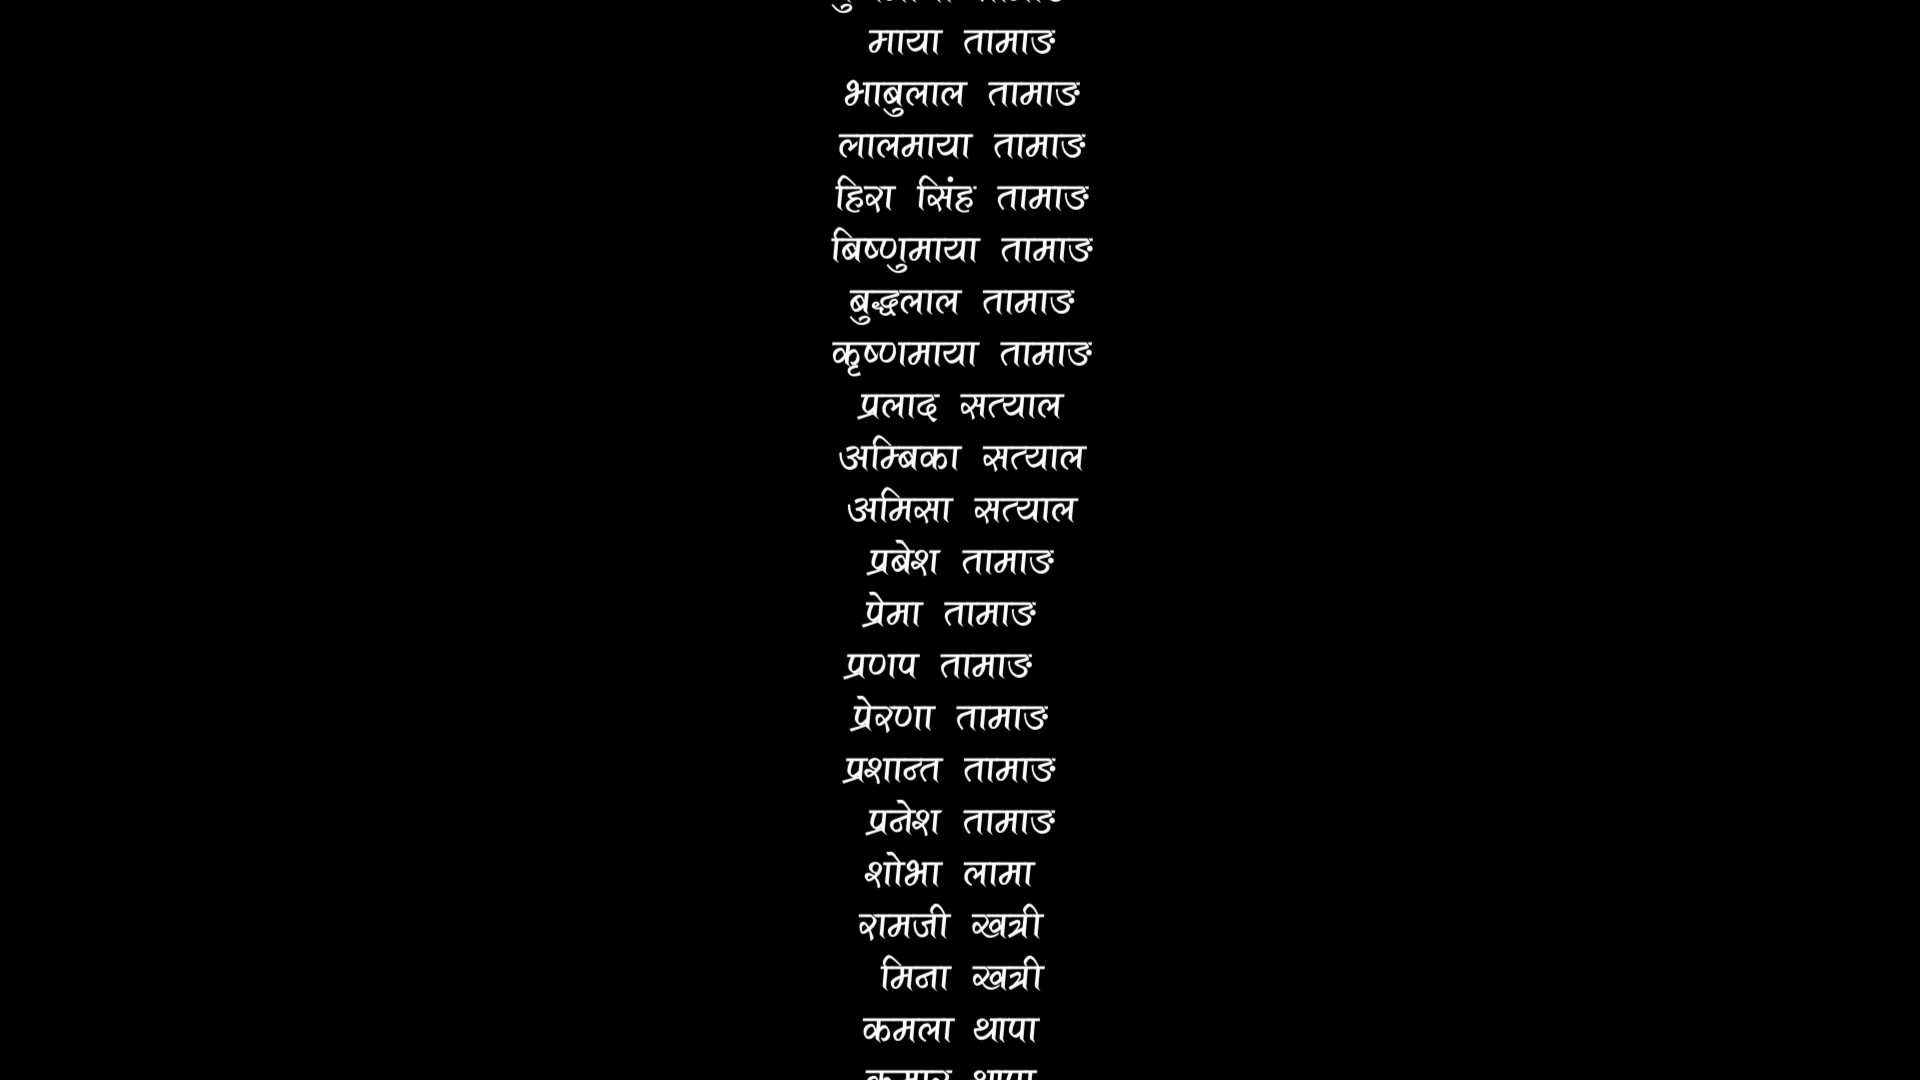 माया तामाङ
भाबुलाल तामाङ
लालमाया तामाङ
हिरा सिंह तामाङ
बिष्णुमाया तामाङ
बुद्धलाल तामाङ
कृष्णमाया तामाङ
प्रलाद सत्याल
अम्बिका सत्याल
अमिसा सत्याल
प्रबेश तामाङ
प्रेमा तामाङ
प्रणप तामाङ
प्रेरणा तामाङ
प्रशान्त तामाङ
प्रनेश तामाङ
शोभा लामा
रामजी खत्री
मिना खत्री
कमला थापा
कुमार थापा